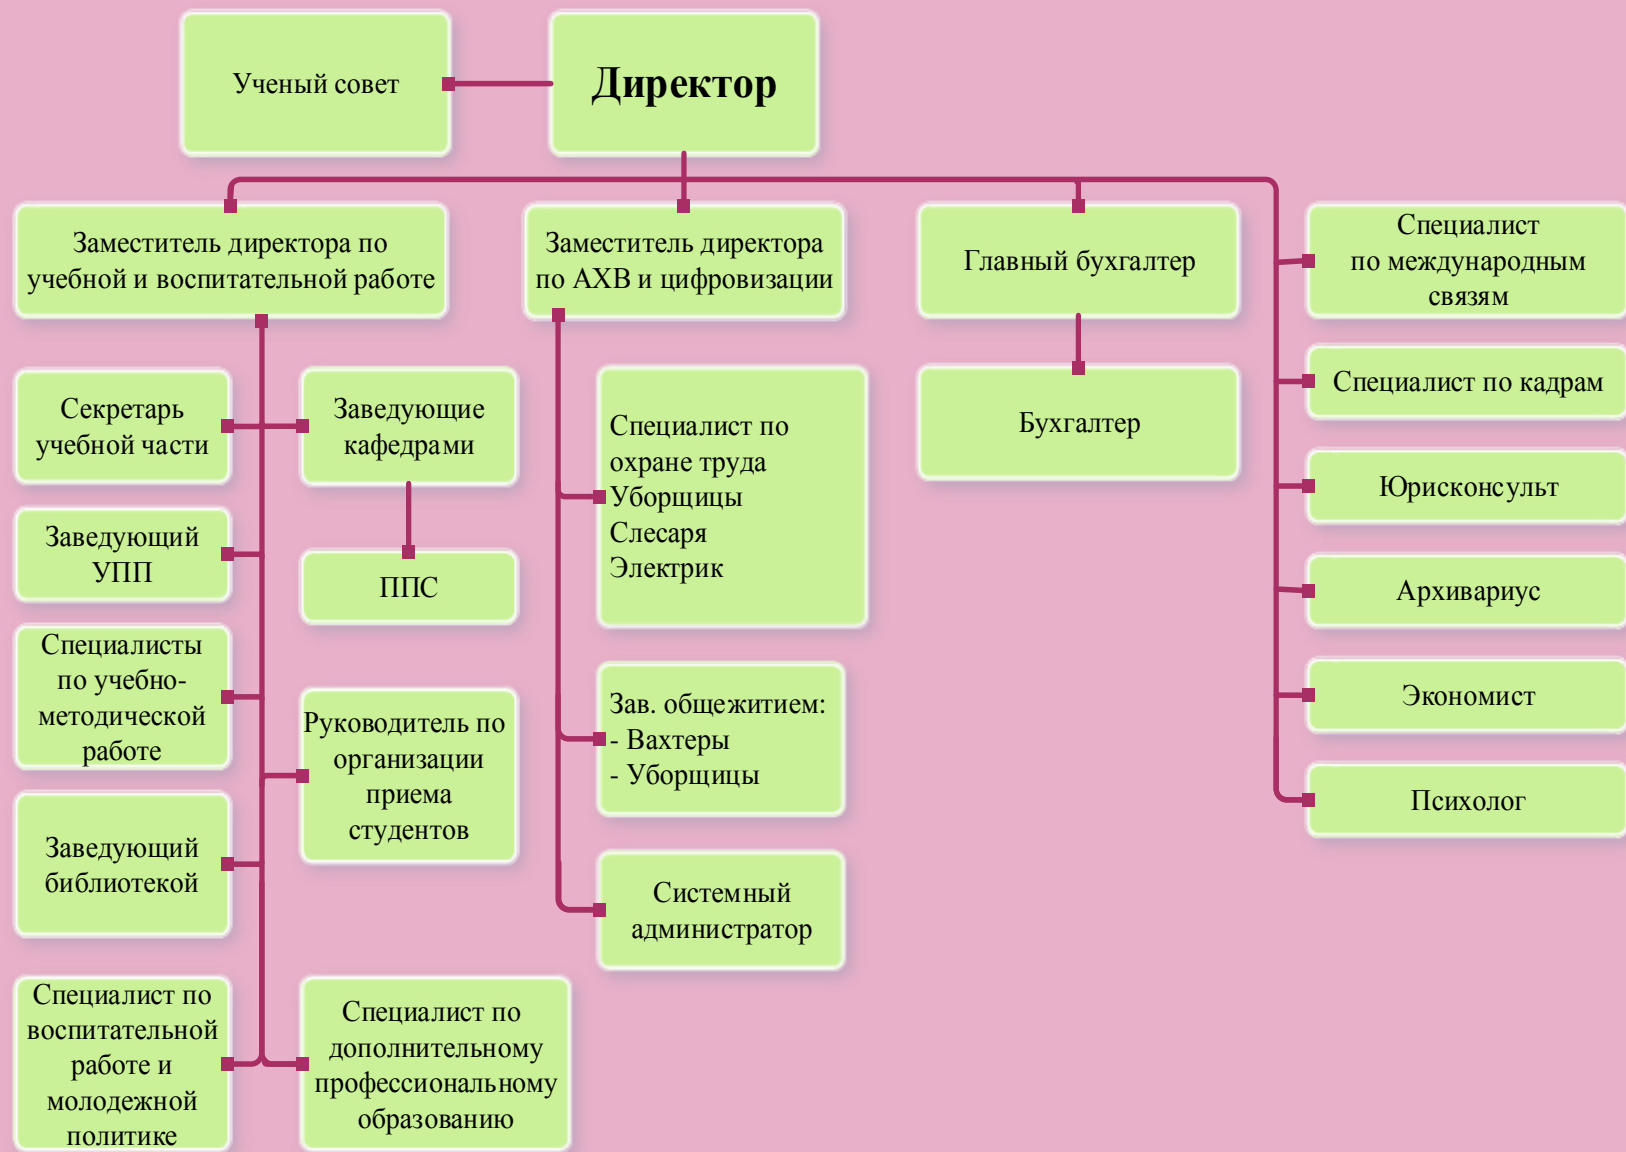 Ученый совет
Директор
Заместитель директора по
учебной и воспитательной работе
Заместитель директора
по АХВ и цифровизации
Главный бухгалтер
Специалист
по международным
связям
Секретарь
учебной части
Заведующие
кафедрами
Специалист по
охране труда
Уборщицы
Слесаря
Электрик
Бухгалтер
Специалист по кадрам
Юрисконсульт
Заведующий
УПП
ППС
Архивариус
Специалисты
по учебно-
методической
работе
Руководитель по
организации
приема
студентов
Зав. общежитием:
- Вахтеры
- Уборщицы
Экономист
Психолог
Заведующий
библиотекой
Системный
администратор
Специалист по
воспитательной
работе и
молодежной
политике
Специалист по
дополнительному
профессиональному
образованию